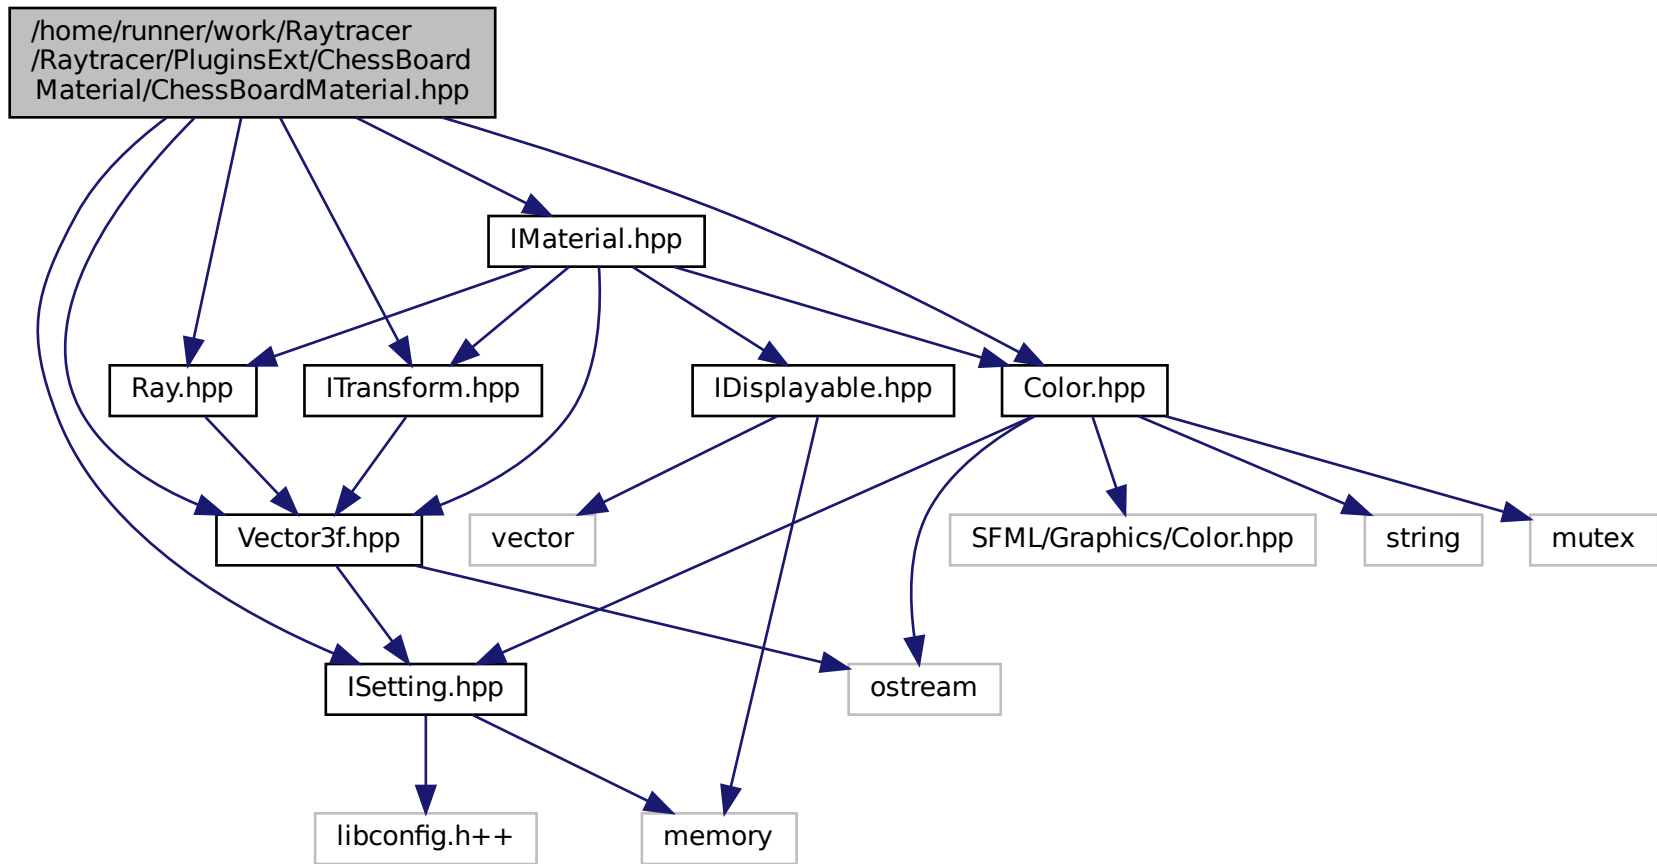 /home/runner/work/Raytracer
/Raytracer/PluginsExt/ChessBoard
Material/ChessBoardMaterial.hpp
IMaterial.hpp
Ray.hpp
ITransform.hpp
IDisplayable.hpp
Color.hpp
Vector3f.hpp
vector
SFML/Graphics/Color.hpp
string
mutex
ISetting.hpp
ostream
libconfig.h++
memory